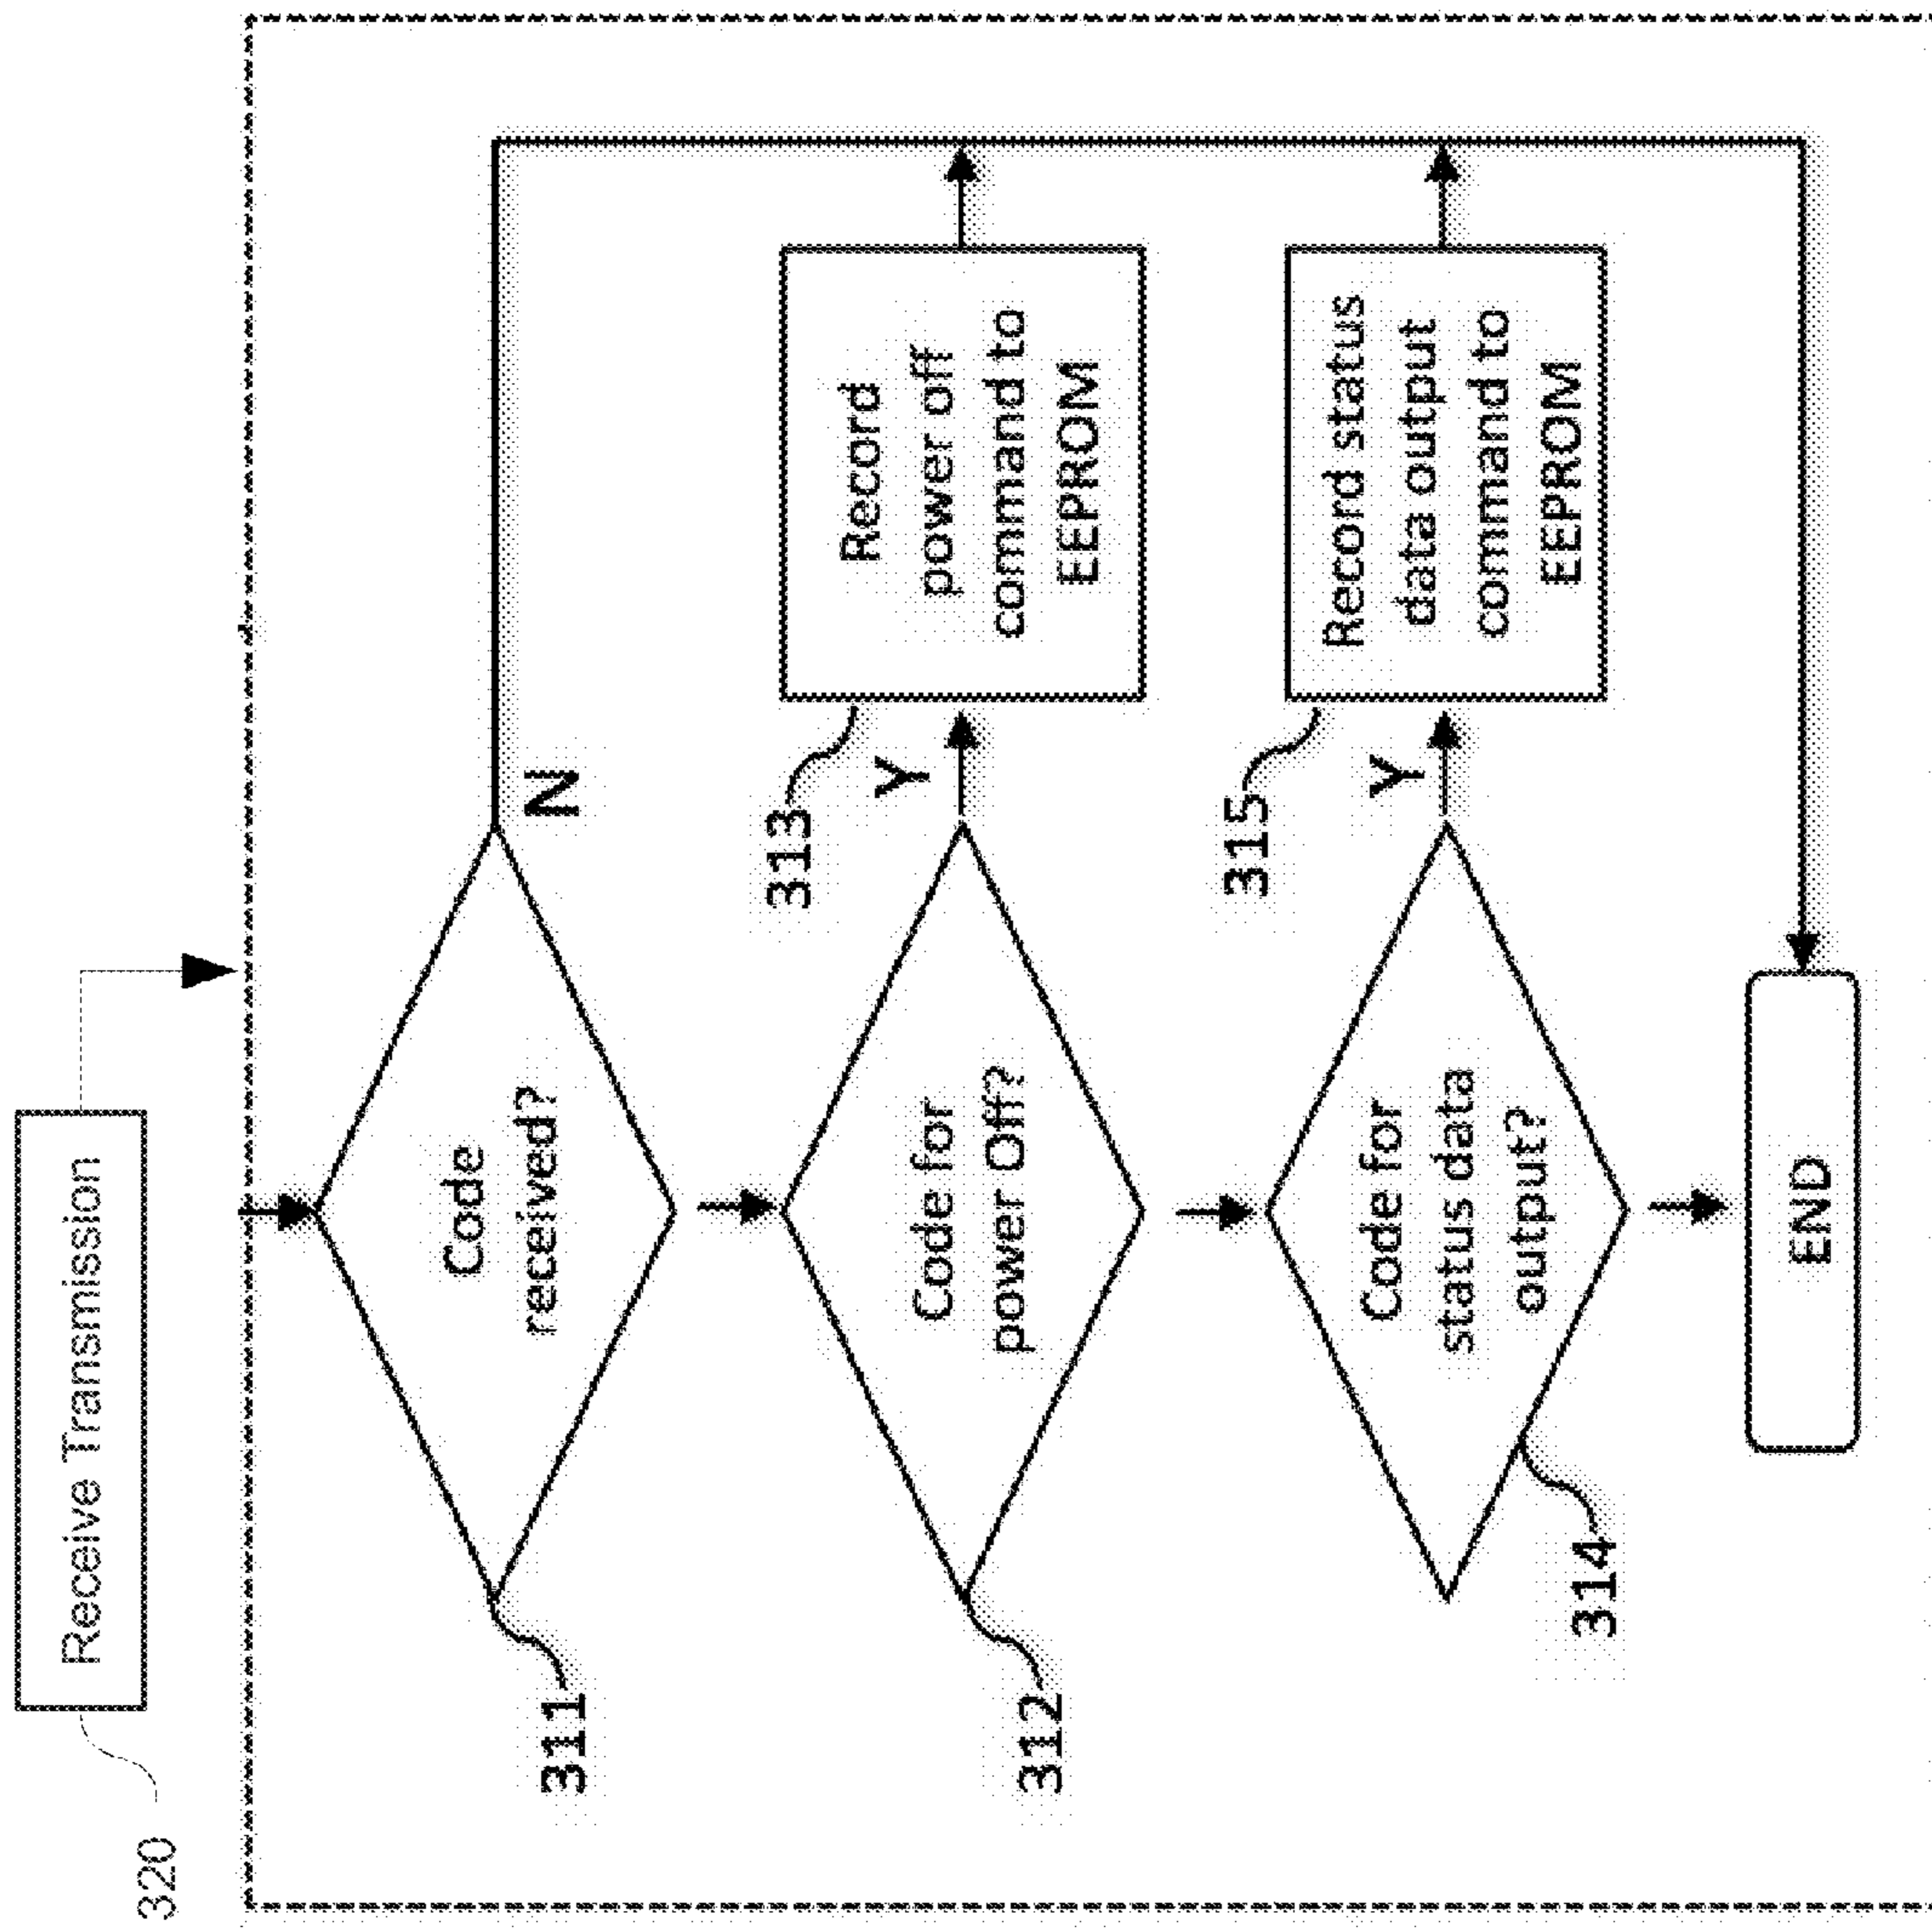 320
Receive Transmission
311
Code
received?
N
312
Code for
power Off?
Y
313
Record
power off
command to
EEPROM
314
Code for
status data
output?
Y
315
Record status
data output
command to
EEPROM
END